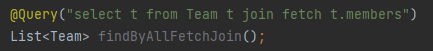 @Query("select t from Team t join fetch t.members")
List<Team> findByAllFetchJoin();